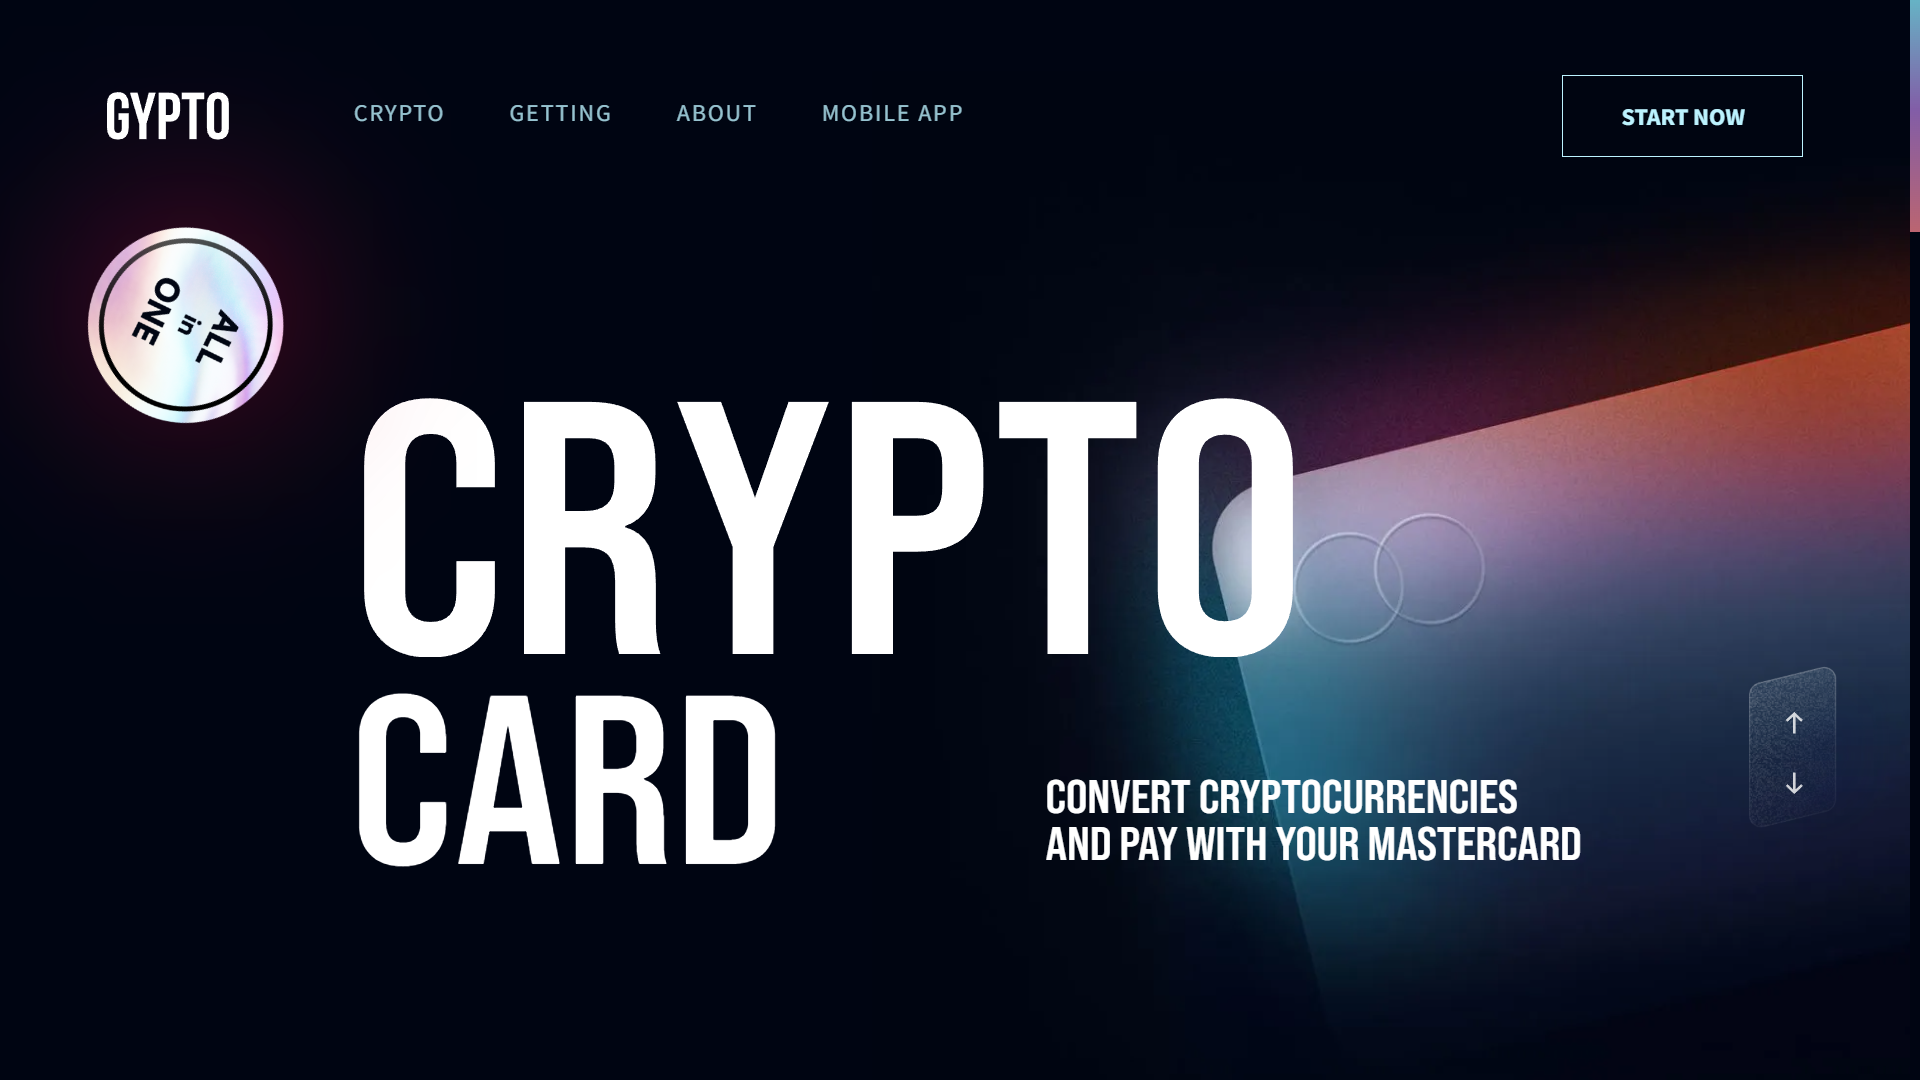 GYPTO
CRYPTO
GETTING
ABOUT
MOBILE APP
START NOW
ALL
in
ONE
CRYPTO
CARD
CONVERT CRYPTOCURRENCIES
AND PAY WITH YOUR MASTERCARD